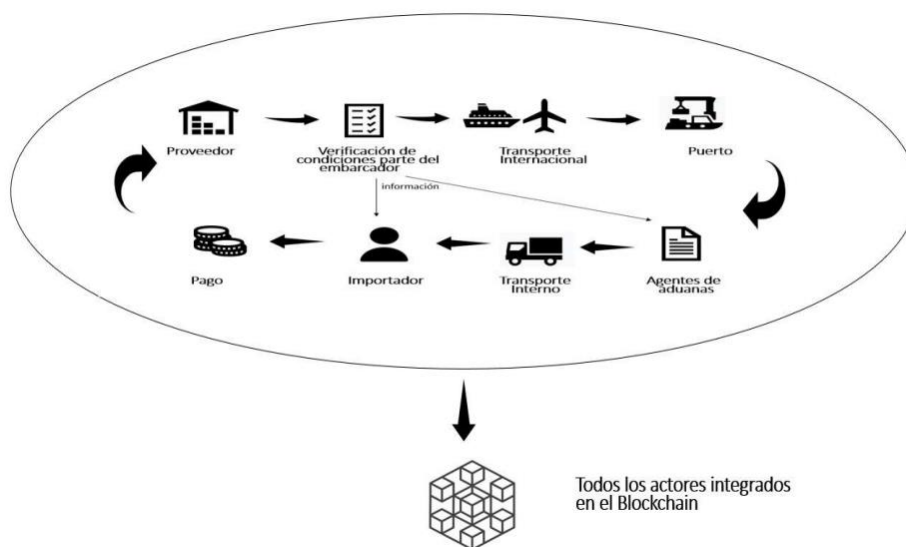 Proveedor
Verificación de
condiciones parte del
embarcador
Transporte
Internacional
Puerto
información
Pago
Importador
Transporte
Interno
Agentes de
aduanas
Todos los actores integrados
en el Blockchain